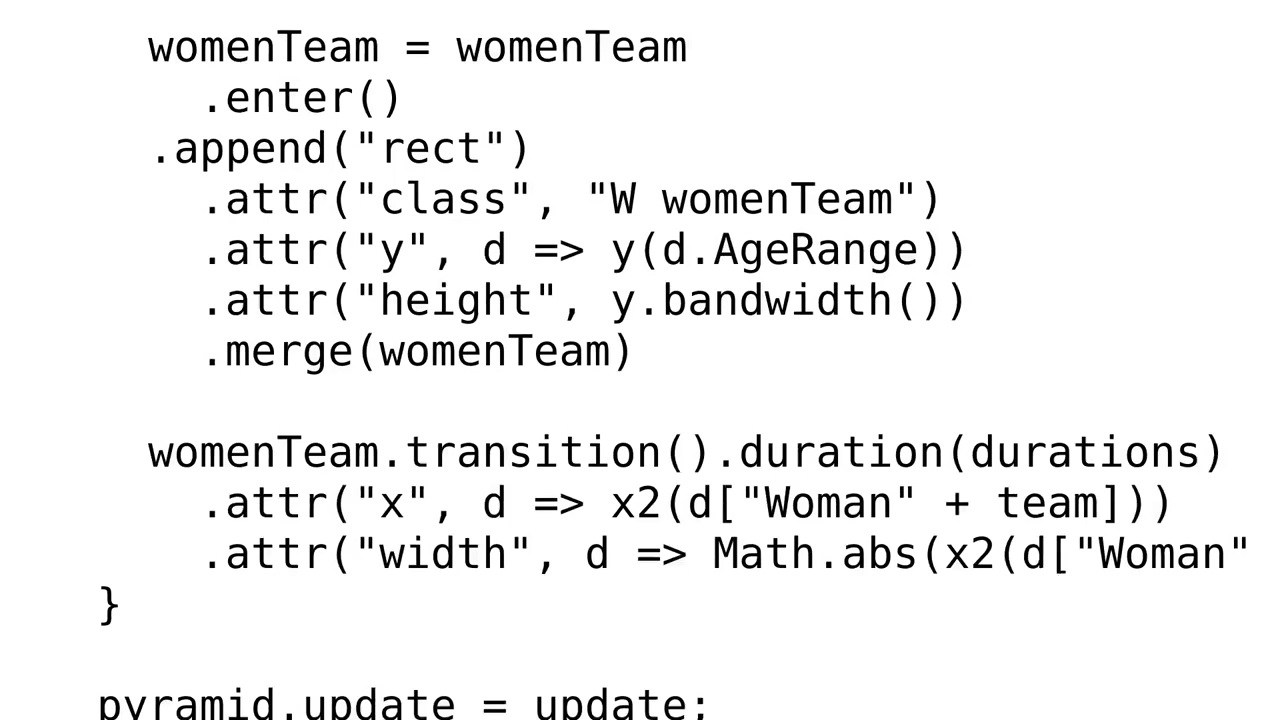 womenTeam = womenTeam
.enter()
.append("rect")
.attr("class", "W womenTeam")
.attr("y", d => y(d.AgeRange))
.attr("height", y.bandwidth())
.merge(womenTeam)
womenTeam.transition().duration(durations)
.attr("x", d => x2(d["Woman" + team]))
.attr("width", d => Math.abs(x2(d["Woman"
}
pyramid.update = update;